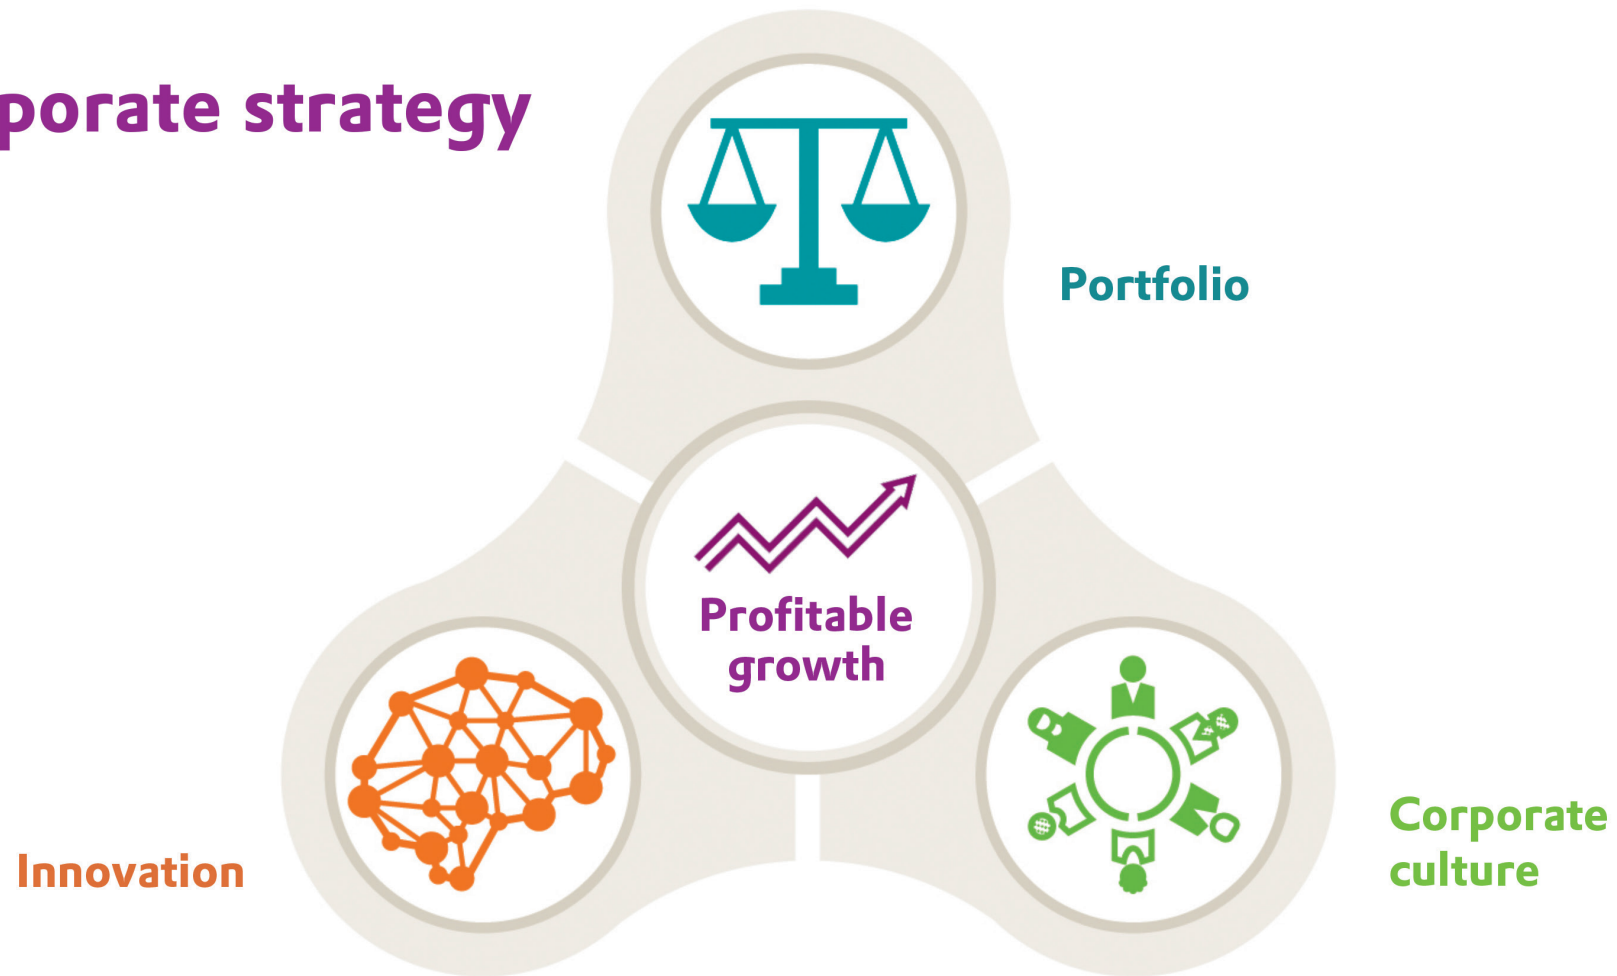 porate strategy
Portfolio
Profitable
growth
Innovation
Corporate
culture